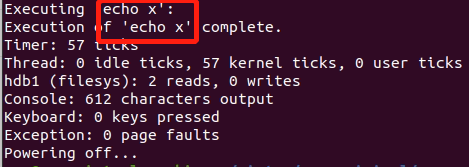 Executing 'echo x':
Execution of 'echo x' complete.
Timer: 57 ticks
Thread: 0 idle ticks, 57 kernel ticks, 0 user ticks
hdb1 (filesys): 2 reads, 0 writes
Console: 612 characters output
Keyboard: 0 keys pressed
Exception: 0 page faults
Powering off...